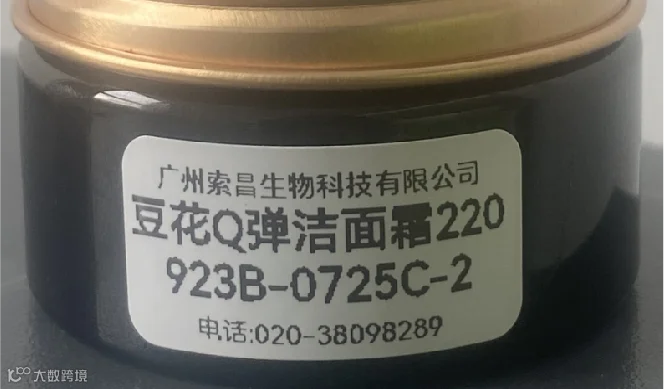 广州索昌生物科技有限公司
豆花Q弹洁面霜220
923B-0725C-2
电话:020-38098289
大数跨境